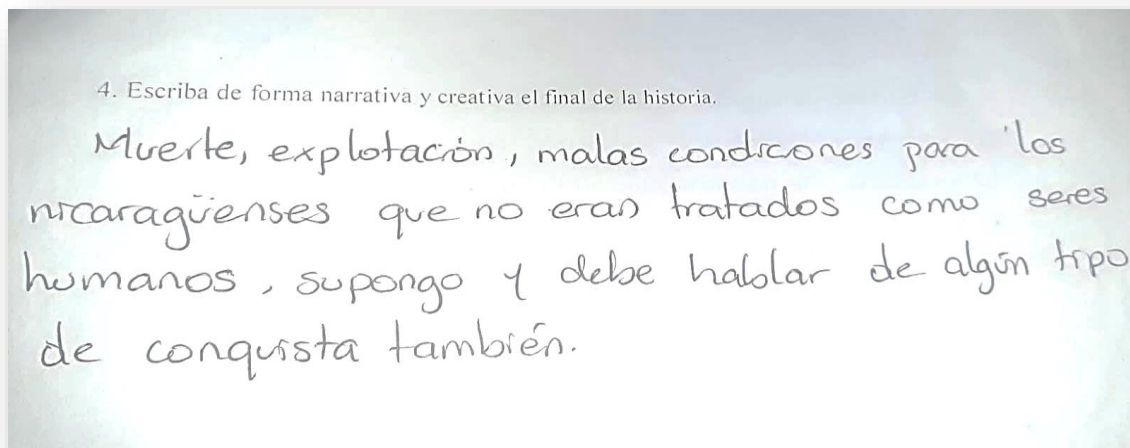 4. Escriba de forma narrativa y creativa el final de la historia.
Muerte, explotación, malas condicones para los
nicaragüenses que no eran tratados como seres
humanos, supongo y debe hablar de algún tipo
de conquista también.